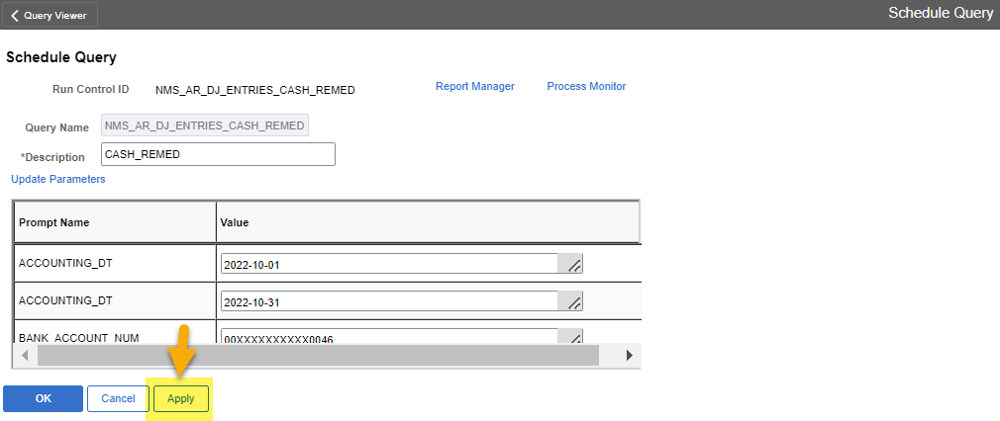 Query Viewer
Schedule Query
Schedule Query
Run Control ID NMS_AR_DJ_ENTRIES_CASH_REMED Report Manager Process Monitor
Query Name NMS_AR_DJ_ENTRIES_CASH_REMED
*Description CASH_REMED
Update Parameters
Prompt Name Value
ACCOUNTING_DT 2022-10-01
ACCOUNTING_DT 2022-10-31
BANK_ACCOUNT_NUM 00XXXXXXXXXX0046
OK Cancel Apply